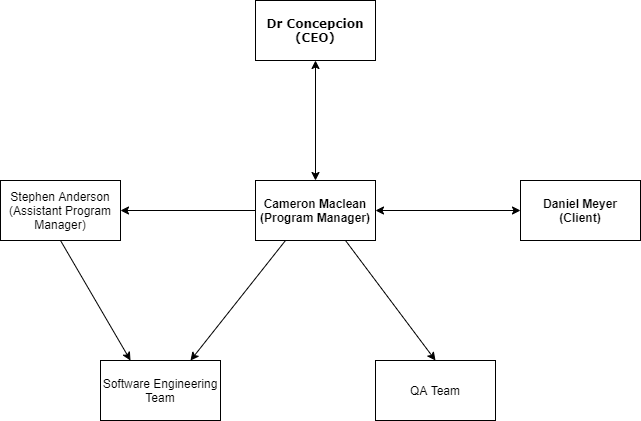 Dr Concepcion
(CEO)
Stephen Anderson
(Assistant Program
Manager)
Cameron Maclean
(Program Manager)
Daniel Meyer
(Client)
Software Engineering
Team
QA Team